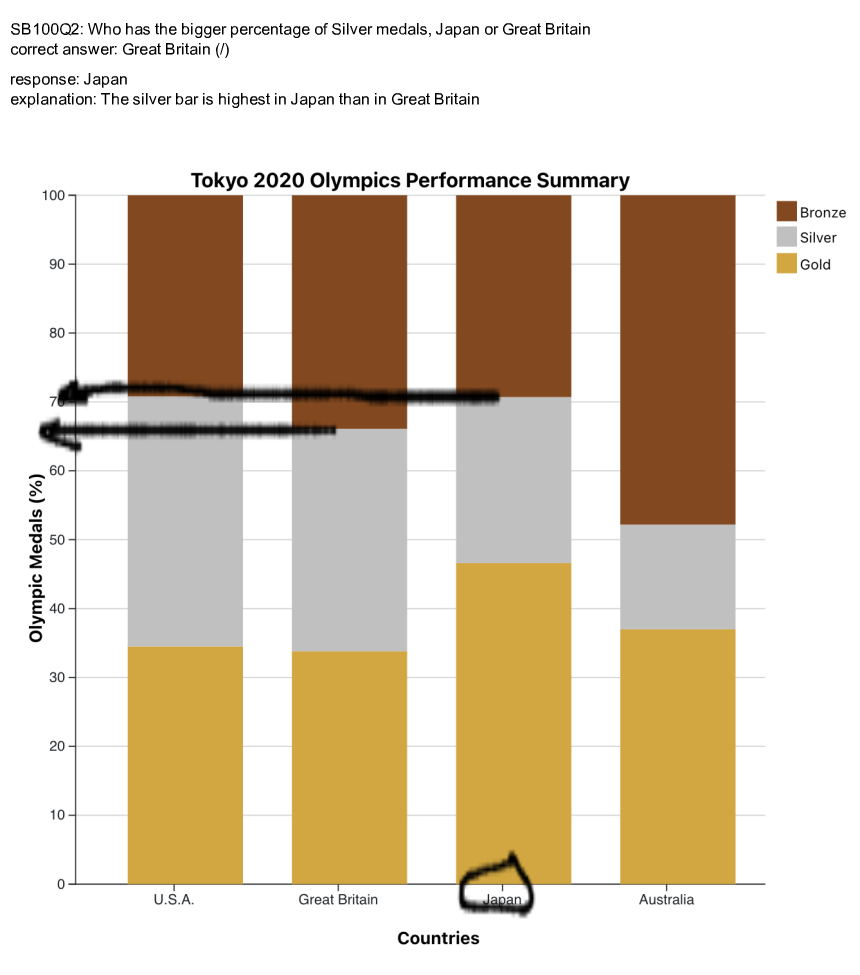 SB100Q2: Who has the bigger percentage of Silver medals, Japan or Great Britain
correct answer: Great Britain (/)
response: Japan
explanation: The silver bar is highest in Japan than in Great Britain
Tokyo 2020 Olympics Performance Summary
Bronze
Silver
Gold
Olympic Medals (%)
100
90
80
70
60
50
40
30
20
10
0
U.S.A.
Great Britain
Japan
Australia
Countries